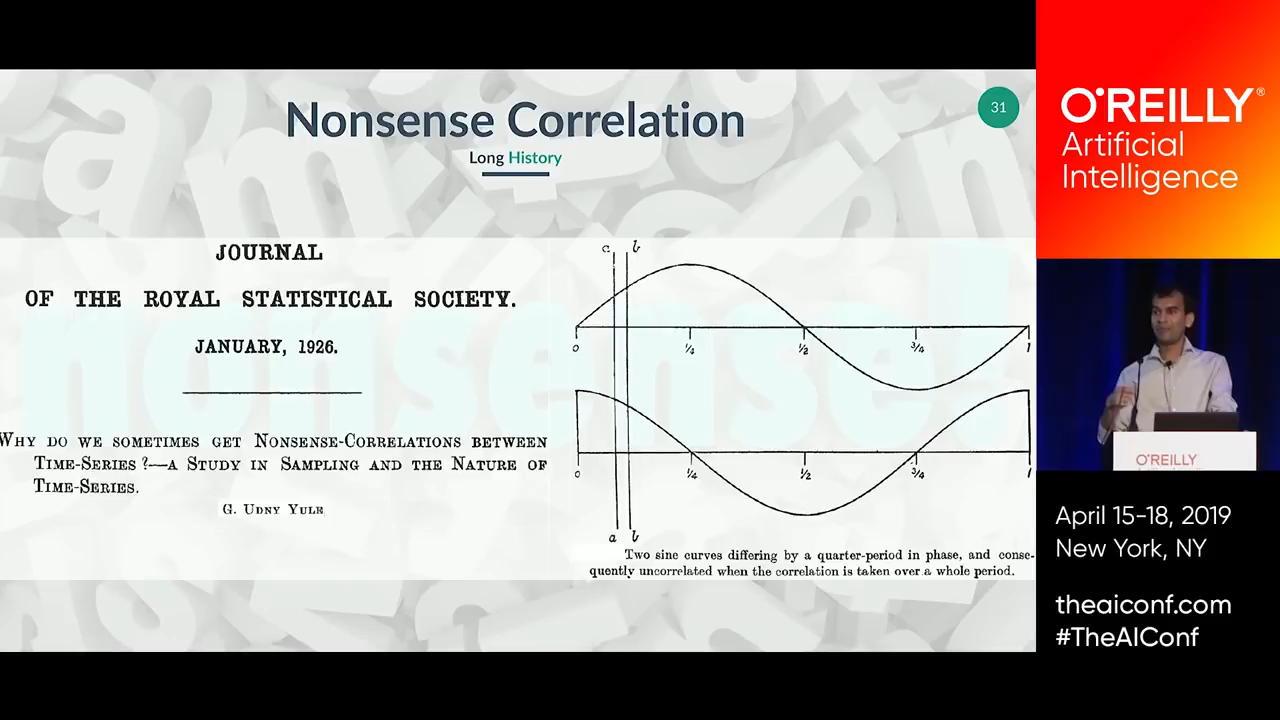 Nonsense Correlation
31
Long History
JOURNAL
OF THE ROYAL STATISTICAL SOCIETY.
JANUARY, 1926.
WHY DO WE SOMETIMES GET NONSENSE-CORRELATIONS BETWEEN
TIME-SERIES?—A STUDY IN SAMPLING AND THE NATURE OF
TIME-SERIES.
G. UDNY YULE
nonsense!
a b
0 ¼ ½ ¾ 1
0 ¼ ½ ¾ 1
a b
Two sine curves differing by a quarter-period in phase, and conse-
quently uncorrelated when the correlation is taken over a whole period.
O'REILLY®
Artificial
Intelligence
O'REILLY
April 15-18, 2019
New York, NY
theaiconf.com
#TheAIConf